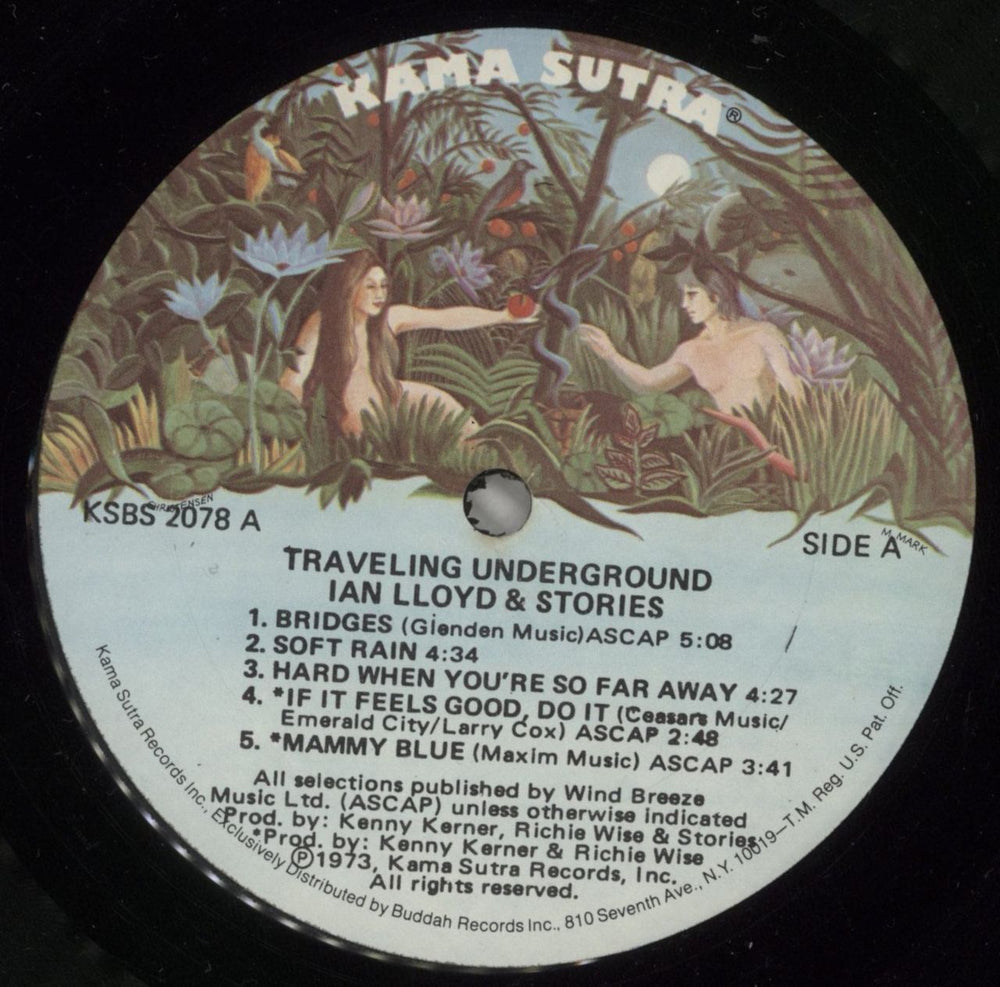 KAMA SUTRA®
CHRISTENSEN
KSBS 2078 A
M. MARK
SIDE A
TRAVELING UNDERGROUND
IAN LLOYD & STORIES
1. BRIDGES (Glenden Music)ASCAP 5:08
2. SOFT RAIN 4:34
3. HARD WHEN YOU'RE SO FAR AWAY 4:27
4. *IF IT FEELS GOOD, DO IT (Ceasars Music/
Emerald City/Larry Cox) ASCAP 2:48
5. *MAMMY BLUE (Maxim Music) ASCAP 3:41
All selections published by Wind Breeze
Music Ltd. (ASCAP) unless otherwise indicated
Prod. by: Kenny Kerner, Richie Wise & Stories
*Prod. by: Kenny Kerner & Richie Wise
℗1973, Kama Sutra Records, Inc.
All rights reserved.
Kama Sutra Records Inc., Exclusively Distributed by Buddah Records Inc., 810 Seventh Ave., N.Y. 10019—T.M. Reg. U.S. Pat. Off.